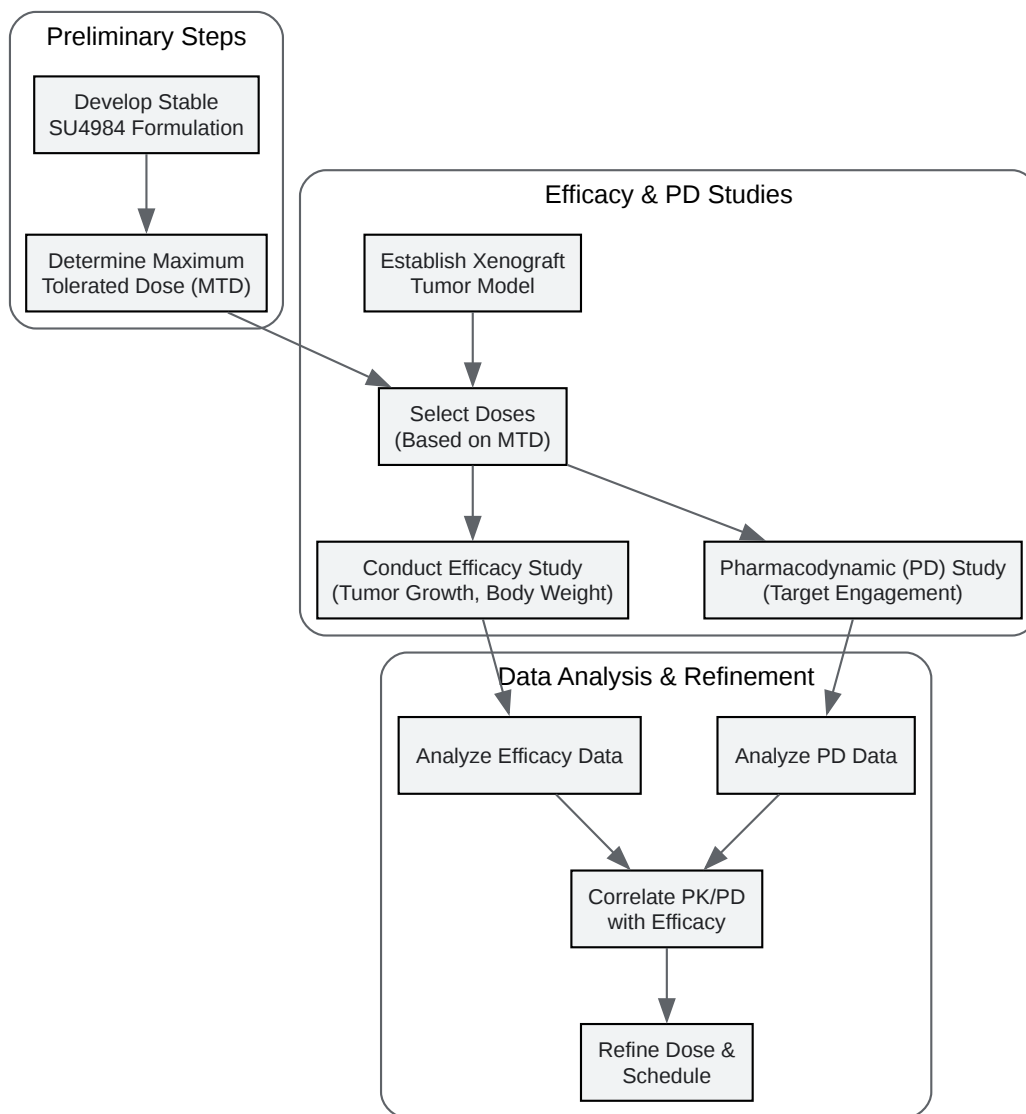 Preliminary Steps
Develop Stable
SU4984 Formulation
Determine Maximum
Tolerated Dose (MTD)
Efficacy & PD Studies
Establish Xenograft
Tumor Model
Select Doses
(Based on MTD)
Conduct Efficacy Study
(Tumor Growth, Body Weight)
Pharmacodynamic (PD) Study
(Target Engagement)
Data Analysis & Refinement
Analyze Efficacy Data
Analyze PD Data
Correlate PK/PD
with Efficacy
Refine Dose &
Schedule